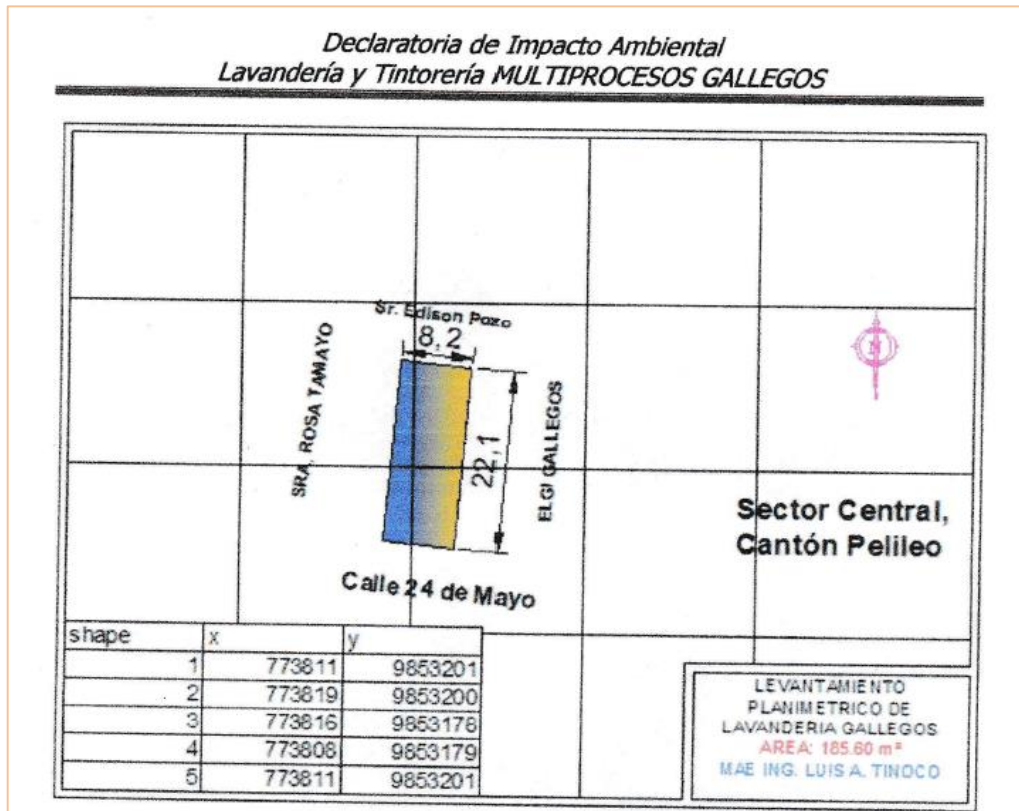 Declaratoria de Impacto Ambiental
Lavandería y Tintorería MULTIPROCESOS GALLEGOS
Sr. Edison Pazo
8,2
SRA. ROSA TAMAYO
22,1
ELGI GALLEGOS
N
Sector Central,
Cantón Pelileo
Calle 24 de Mayo
shape x y
1 773811 9853201
2 773819 9853200
3 773816 9853178
4 773808 9853179
5 773811 9853201
LEVANTAMIENTO
PLANIMETRICO DE
LAVANDERIA GALLEGOS
AREA: 185.60 m²
MAE ING. LUIS A. TINOCO